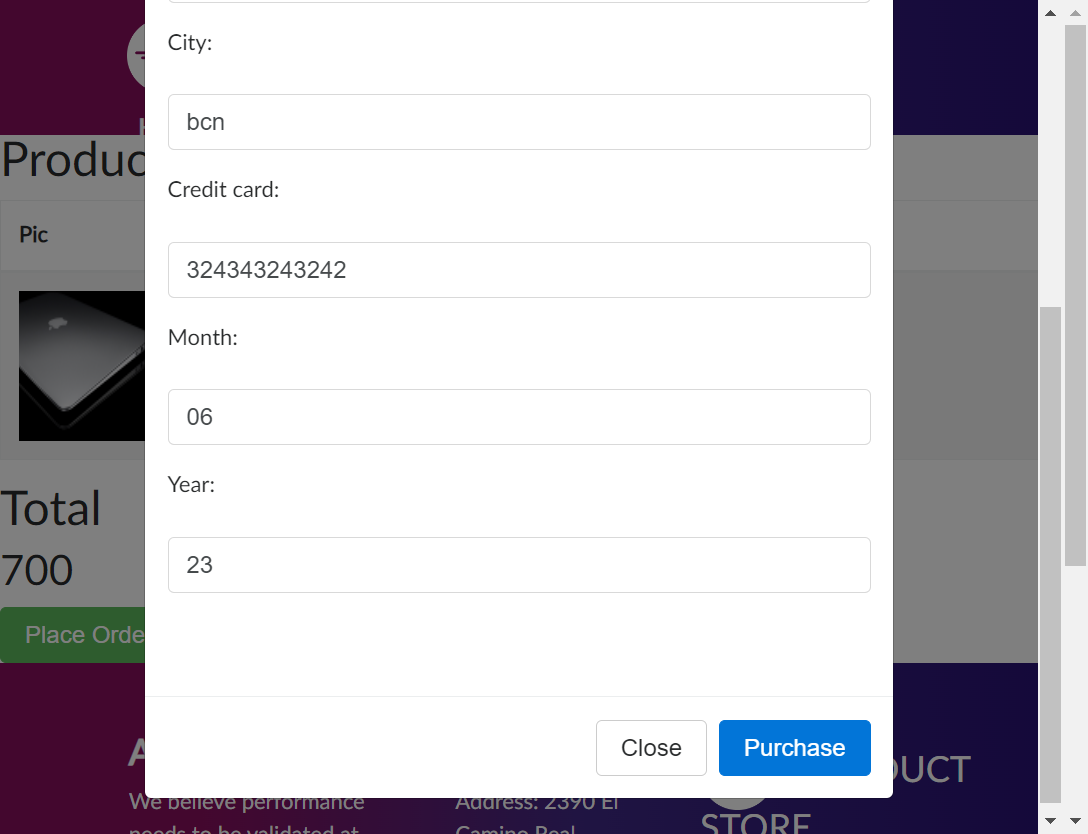 City:
bcn
Produc
Credit card:
Pic
324343243242
Month:
06
Year:
Total
23
700
Place Orde
Close
Purchase
A
DUCT
We believe performance
Address: 2390 El
STORE
needs to be validated at
Camino Real